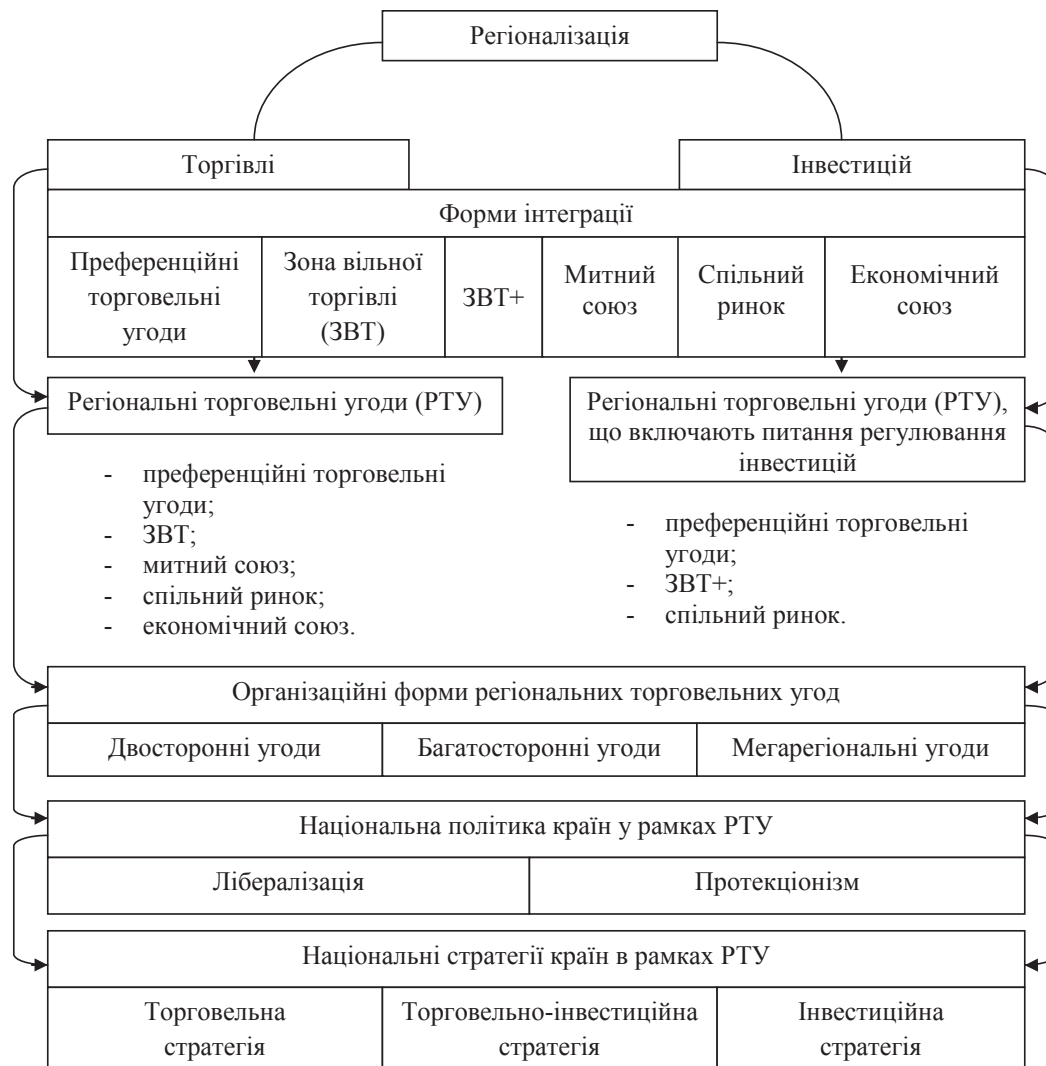 Регіоналізація
Торгівлі
Інвестицій
Форми інтеграції
Преференційні
торговельні
угоди
Зона вільної
торгівлі
(ЗВТ)
ЗВТ+
Митний
союз
Спільний
ринок
Економічний
союз
Регіональні торговельні угоди (РТУ)
- преференційні торговельні
угоди;
- ЗВТ;
- митний союз;
- спільний ринок;
- економічний союз.
Регіональні торговельні угоди (РТУ),
що включають питання регулювання
інвестицій
- преференційні торговельні
угоди;
- ЗВТ+;
- спільний ринок.
Організаційні форми регіональних торговельних угод
Двосторонні угоди
Багатосторонні угоди
Мегарегіональні угоди
Національна політика країн у рамках РТУ
Лібералізація
Протекціонізм
Національні стратегії країн в рамках РТУ
Торговельна
стратегія
Торговельно-інвестиційна
стратегія
Інвестиційна
стратегія